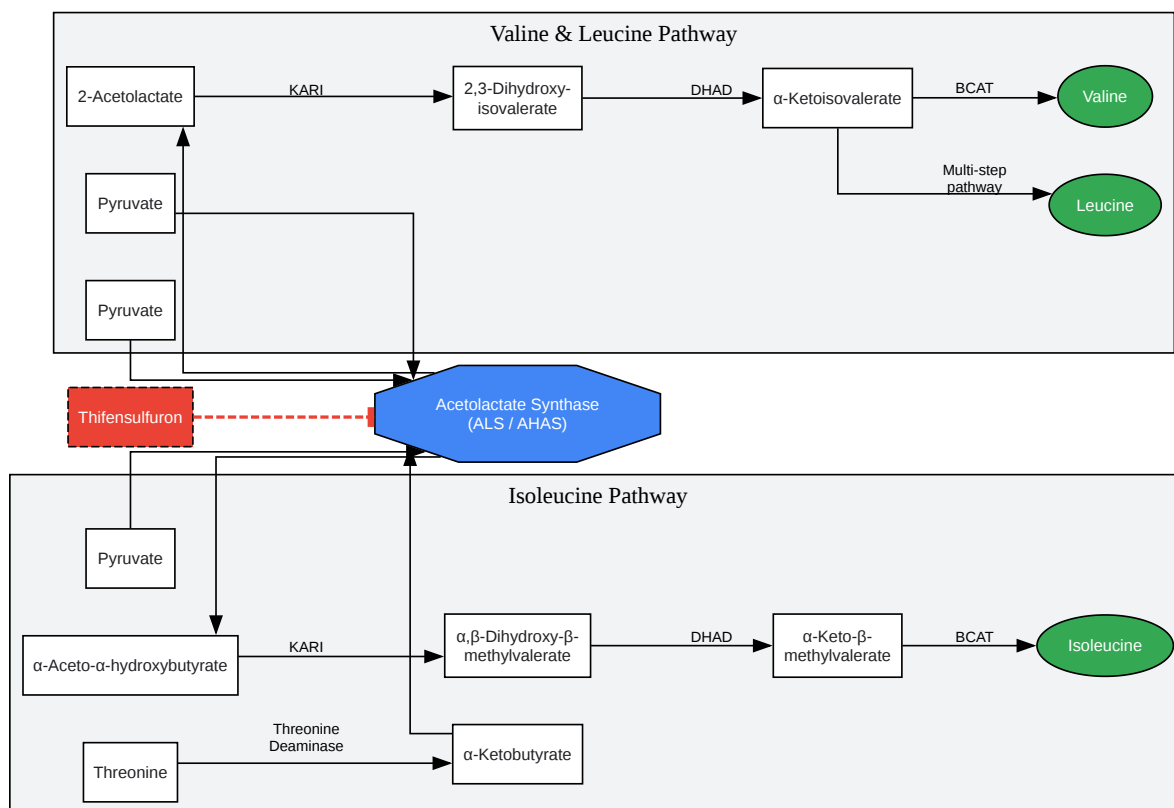 Valine & Leucine Pathway
2-Acetolactate
KARI
2,3-Dihydroxy-
isovalerate
DHAD
α-Ketoisovalerate
BCAT
Valine
Multi-step
pathway
Leucine
Pyruvate
Pyruvate
Thifensulfuron
Acetolactate Synthase
(ALS / AHAS)
Isoleucine Pathway
Pyruvate
α-Aceto-α-hydroxybutyrate
KARI
α,β-Dihydroxy-β-
methylvalerate
DHAD
α-Keto-β-
methylvalerate
BCAT
Isoleucine
Threonine
Threonine
Deaminase
α-Ketobutyrate